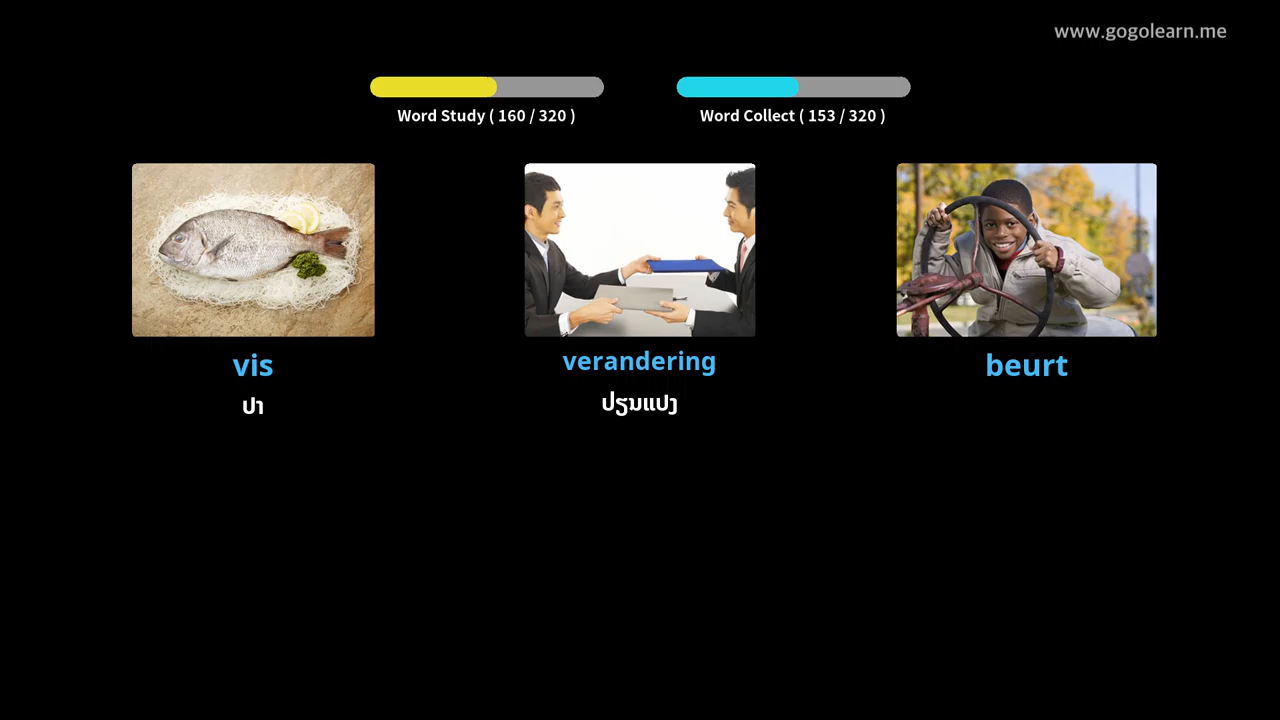 www.gogolearn.me
Word Study ( 160 / 320 )
Word Collect ( 153 / 320 )
vis
ປາ
verandering
ປຽນແປງ
beurt